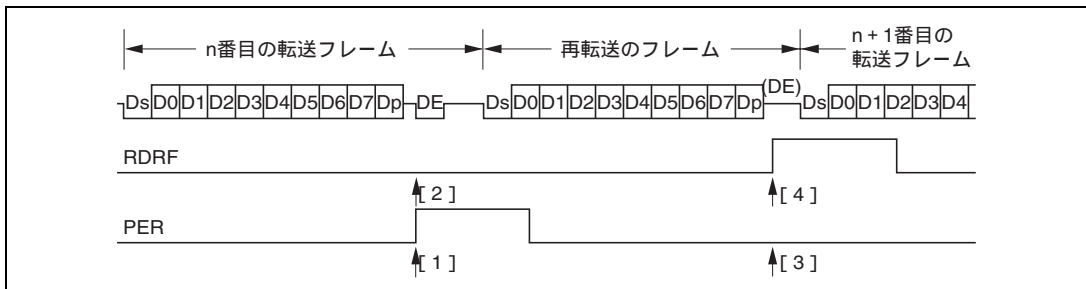 n番目の転送フレーム
再転送のフレーム
n + 1番目の
転送フレーム
Ds D0 D1 D2 D3 D4 D5 D6 D7 Dp DE Ds D0 D1 D2 D3 D4 D5 D6 D7 Dp (DE) Ds D0 D1 D2 D3 D4
RDRF
[ 2 ] [ 4 ]
PER
[ 1 ] [ 3 ]